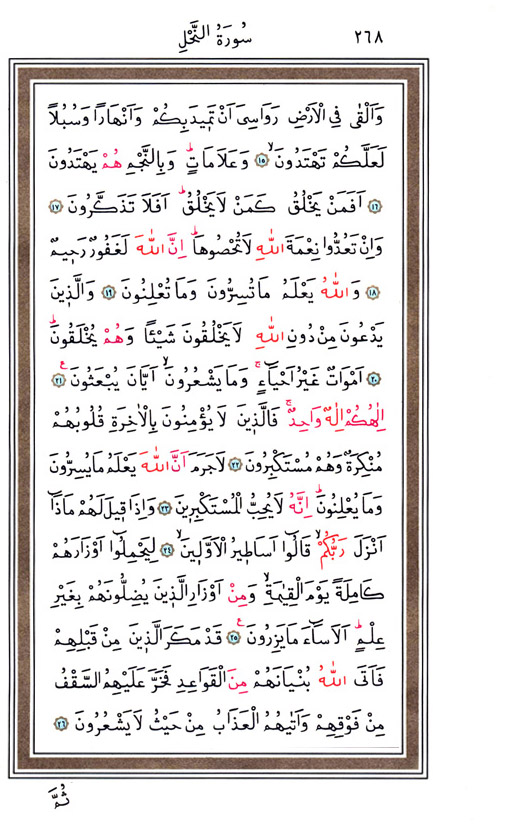 ٢٦٨
سُورَةُ النَّحْلِ
وَاَلْقٰى فِى الْاَرْضِ رَوَاسِىَ اَنْ تَم۪يدَ بِكُمْ وَاَنْهَارًا وَسُبُلًا
لَعَلَّكُمْ تَهْتَدُونَۙ ﴿١٥﴾ وَعَلَامَاتٍۜ وَبِالنَّجْمِ هُمْ يَهْتَدُونَ
﴿١٦﴾ اَفَمَنْ يَخْلُقُ كَمَنْ لَا يَخْلُقُۜ اَفَلَا تَذَكَّرُونَ ﴿١٧﴾
وَاِنْ تَعُدُّوا نِعْمَةَ اللّٰهِ لَا تُحْصُوهَاۜ اِنَّ اللّٰهَ لَغَفُورٌ رَح۪يمٌ
﴿١٨﴾ وَاللّٰهُ يَعْلَمُ مَا تُسِرُّونَ وَمَا تُعْلِنُونَ ﴿١٩﴾ وَالَّذ۪ينَ
يَدْعُونَ مِنْ دُونِ اللّٰهِ لَا يَخْلُقُونَ شَيْـًٔا وَهُمْ يُخْلَقُونَۜ
﴿٢٠﴾ اَمْوَاتٌ غَيْرُ اَحْيَٓاءٍۚ وَمَا يَشْعُرُونَۙ اَيَّانَ يُبْعَثُونَ۟ ﴿٢١﴾
اِلٰهُكُمْ اِلٰهٌ وَاحِدٌۚ فَالَّذ۪ينَ لَا يُؤْمِنُونَ بِالْاٰخِرَةِ قُلُوبُهُمْ
مُنْكِرَةٌ وَهُمْ مُسْتَكْبِرُونَ ﴿٢٢﴾ لَا جَرَمَ اَنَّ اللّٰهَ يَعْلَمُ مَا يُسِرُّونَ
وَمَا يُعْلِنُونَۜ اِنَّهُ لَا يُحِبُّ الْمُسْتَكْبِر۪ينَ ﴿٢٣﴾ وَاِذَا ق۪يلَ لَهُمْ مَاذَٓا
اَنْزَلَ رَبُّكُمْۙ قَالُٓوا اَسَاط۪يرُ الْاَوَّل۪ينَۙ ﴿٢٤﴾ لِيَحْمِلُٓوا اَوْزَارَهُمْ
كَامِلَةً يَوْمَ الْقِيٰمَةِۙ وَمِنْ اَوْزَارِ الَّذ۪ينَ يُضِلُّونَهُمْ بِغَيْرِ
عِلْمٍۜ اَلَا سَٓاءَ مَا يَزِرُونَ۟ ﴿٢٥﴾ قَدْ مَكَرَ الَّذ۪ينَ مِنْ قَبْلِهِمْ
فَاَتَى اللّٰهُ بُنْيَانَهُمْ مِنَ الْقَوَاعِدِ فَخَرَّ عَلَيْهِمُ السَّقْفُ
مِنْ فَوْقِهِمْ وَاَتٰيهُمُ الْعَذَابُ مِنْ حَيْثُ لَا يَشْعُرُونَ ﴿٢٦﴾
ثُمَّ